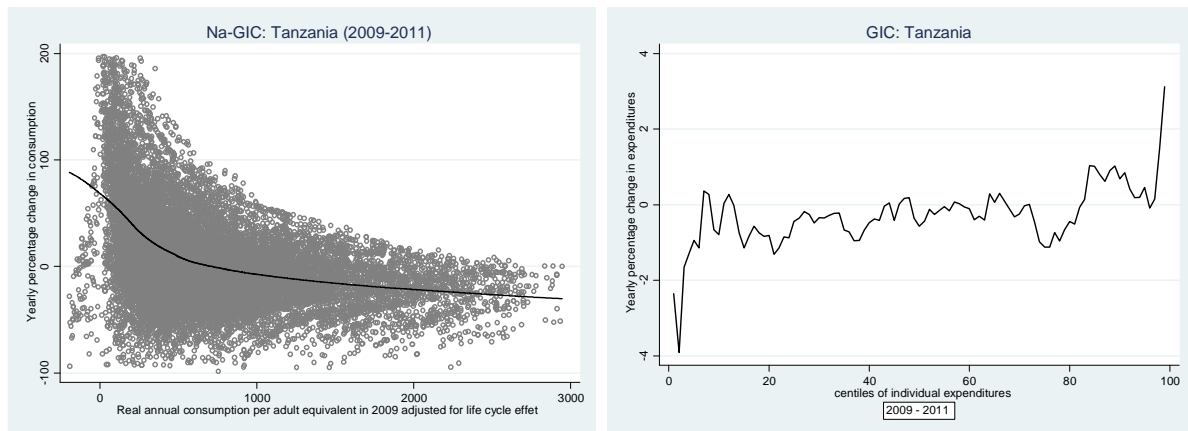 Na-GIC: Tanzania (2009-2011)
Yearly percentage change in consumption
200
100
0
-100
0 1000 2000 3000
Real annual consumption per adult equivalent in 2009 adjusted for life cycle effet
GIC: Tanzania
Yearly percentage change in expenditures
4
2
0
-2
-4
0 20 40 60 80 100
centiles of individual expenditures
2009 - 2011